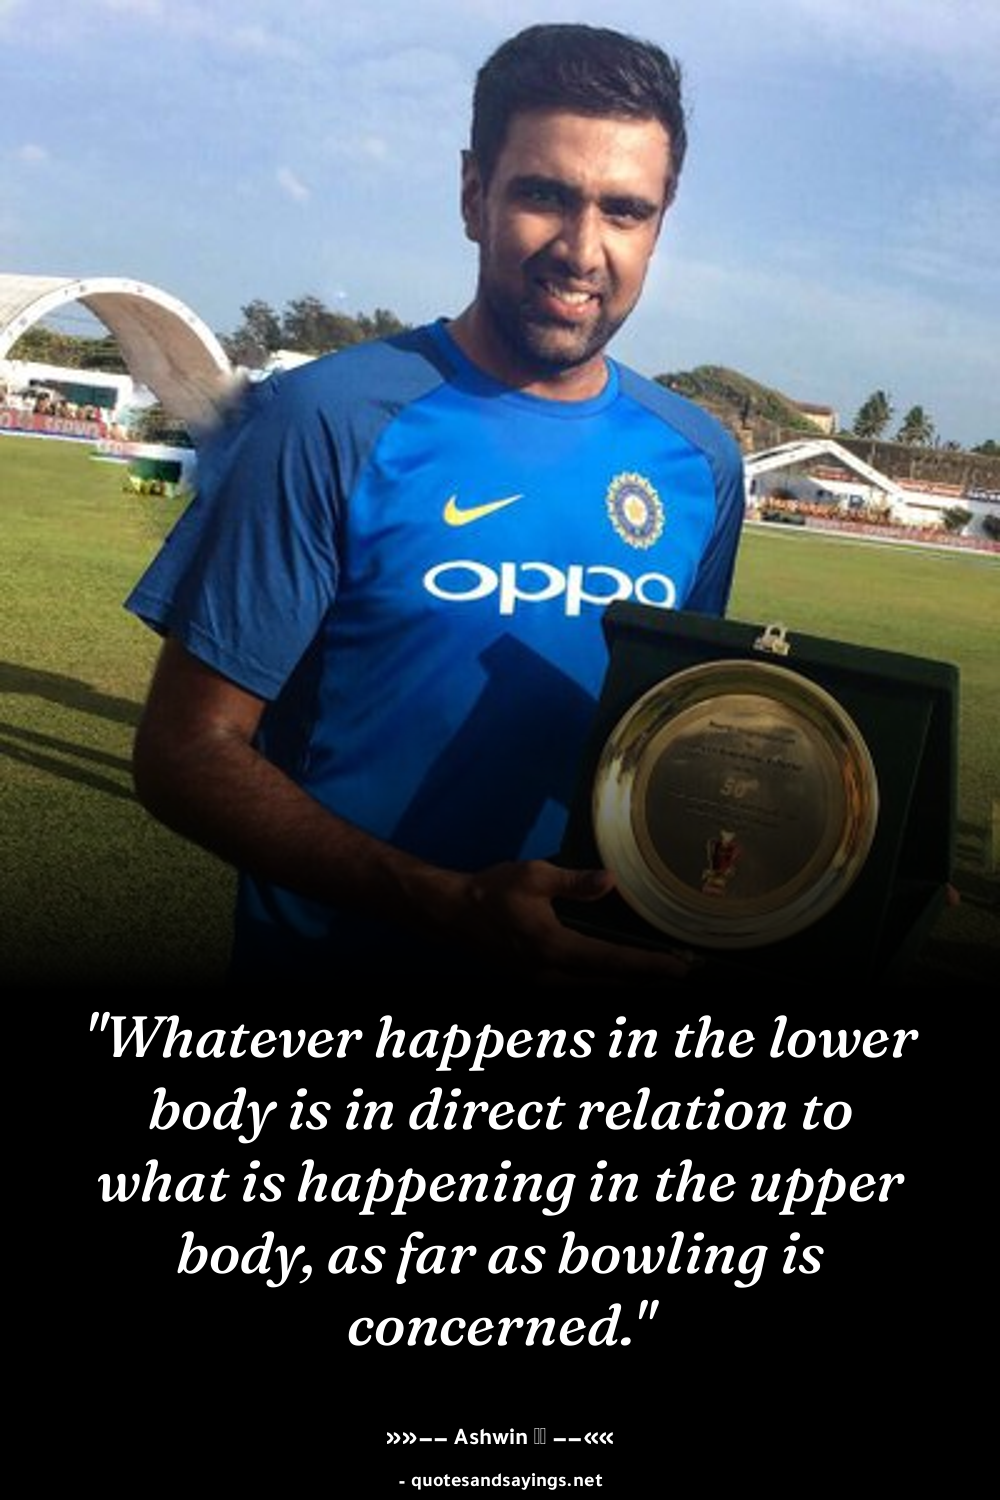 oppo
50th
"Whatever happens in the lower
body is in direct relation to
what is happening in the upper
body, as far as bowling is
concerned."
»»−− Ashwin −−««
- quotesandsayings.net